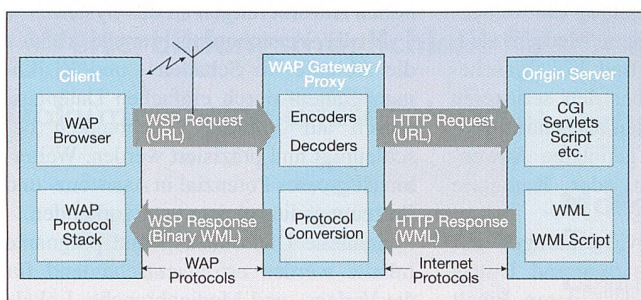 Client
WAP Gateway /
Proxy
Origin Server
WAP
Browser
WSP Request
(URL)
Encoders
Decoders
HTTP Request
(URL)
CGI
Servlets
Script
etc.
WAP
Protocol
Stack
WSP Response
(Binary WML)
Protocol
Conversion
HTTP Response
(WML)
WML
WMLScript
WAP
Protocols
Internet
Protocols